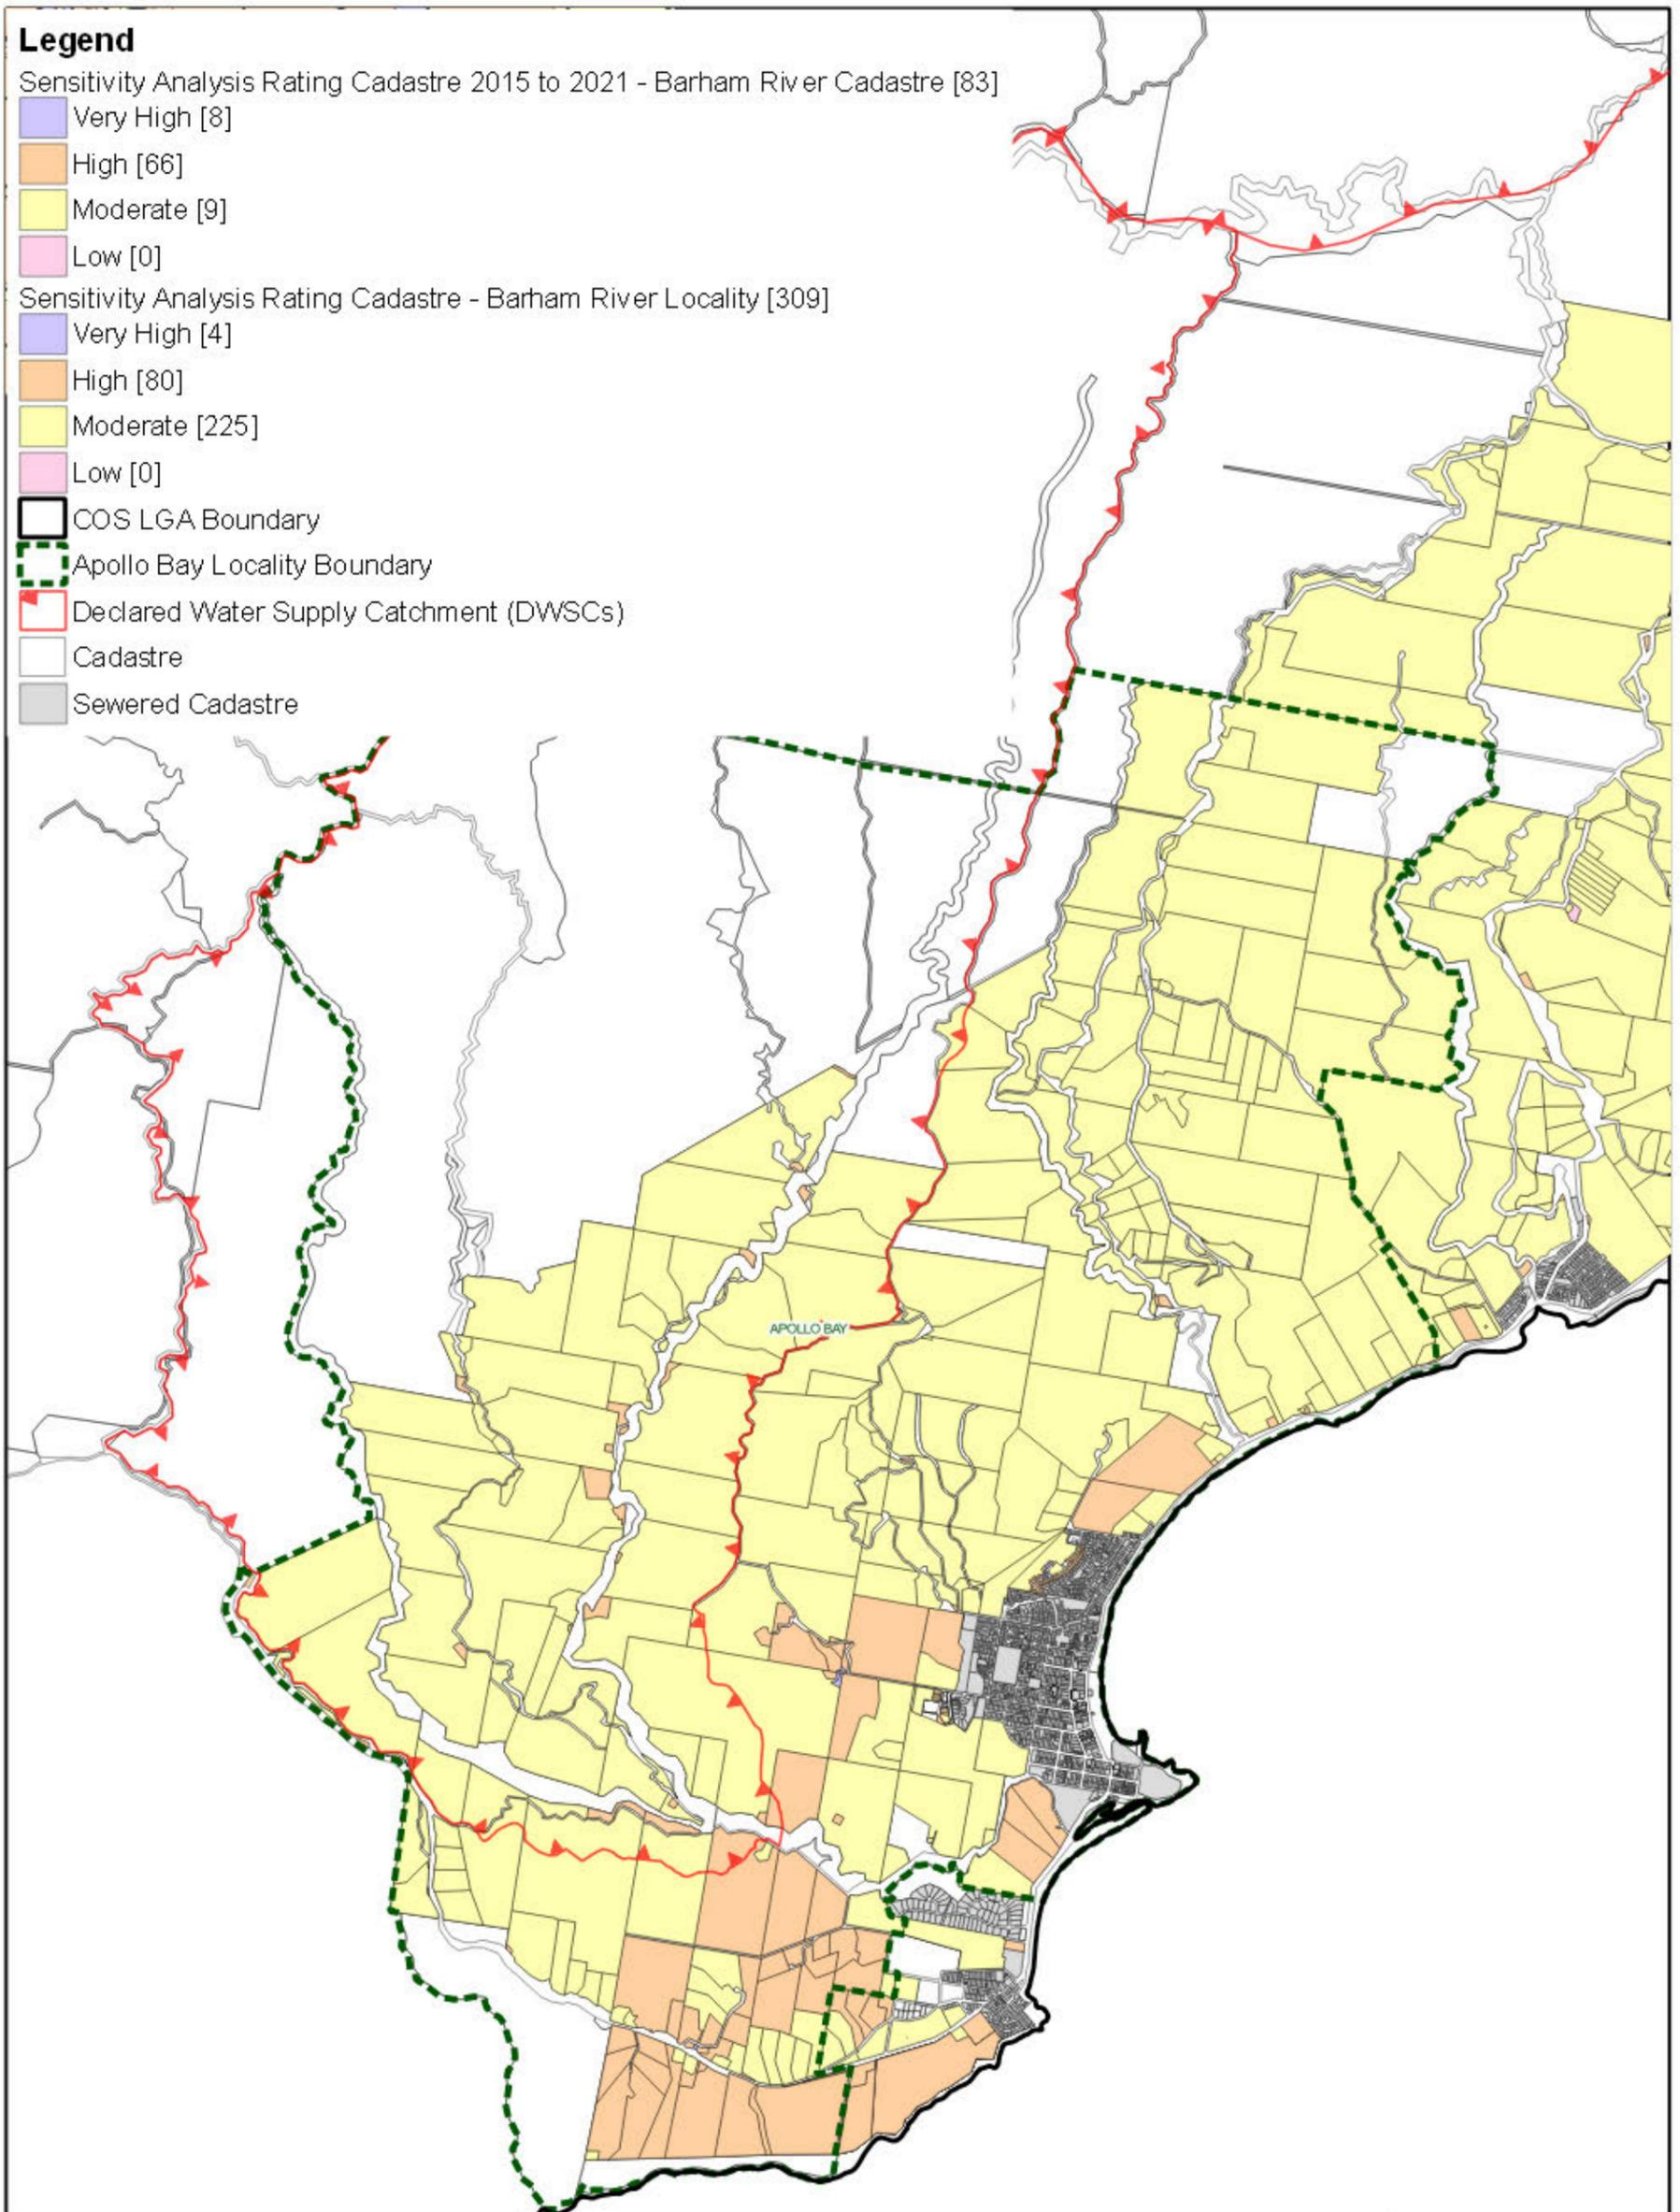 Legend
Sensitivity Analysis Rating Cadastre 2015 to 2021 - Barham River Cadastre [83]
Very High [8]
High [66]
Moderate [9]
Low [0]
Sensitivity Analysis Rating Cadastre - Barham River Locality [309]
Very High [4]
High [80]
Moderate [225]
Low [0]
COS LGA Boundary
Apollo Bay Locality Boundary
Declared Water Supply Catchment (DWSCs)
Cadastre
Sewered Cadastre
APOLLO BAY